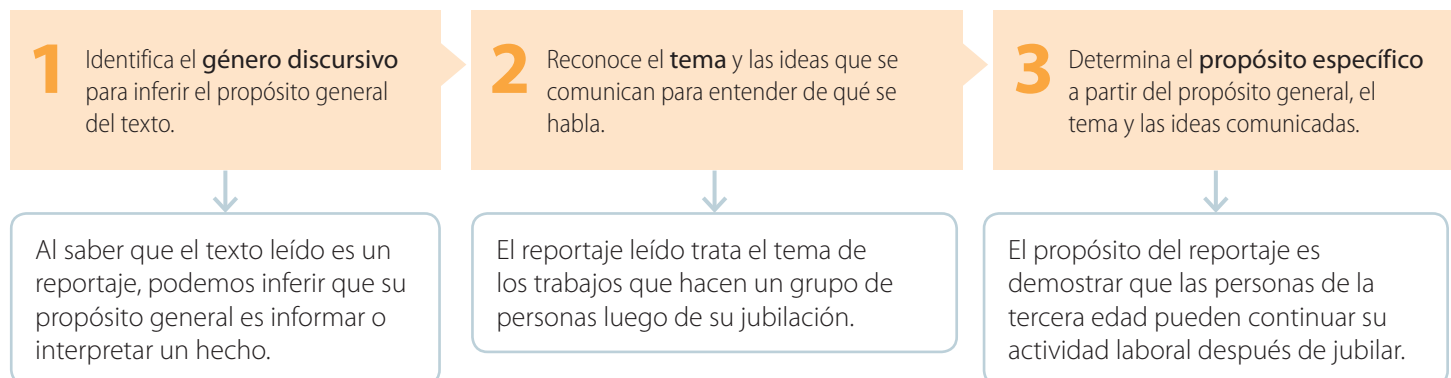 1
Identifica el género discursivo
para inferir el propósito general
del texto.
2
Reconoce el tema y las ideas que se
comunican para entender de qué se
habla.
3
Determina el propósito específico
a partir del propósito general, el
tema y las ideas comunicadas.
Al saber que el texto leído es un
reportaje, podemos inferir que su
propósito general es informar o
interpretar un hecho.
El reportaje leído trata el tema de
los trabajos que hacen un grupo de
personas luego de su jubilación.
El propósito del reportaje es
demostrar que las personas de la
tercera edad pueden continuar su
actividad laboral después de jubilar.